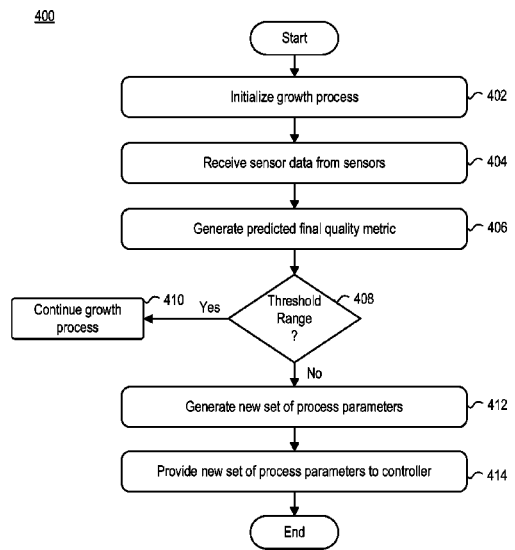 400
Start
Initialize growth process
402
Receive sensor data from sensors
404
Generate predicted final quality metric
406
Threshold
Range
?
408
Yes
410
Continue growth
process
No
Generate new set of process parameters
412
Provide new set of process parameters to controller
414
End